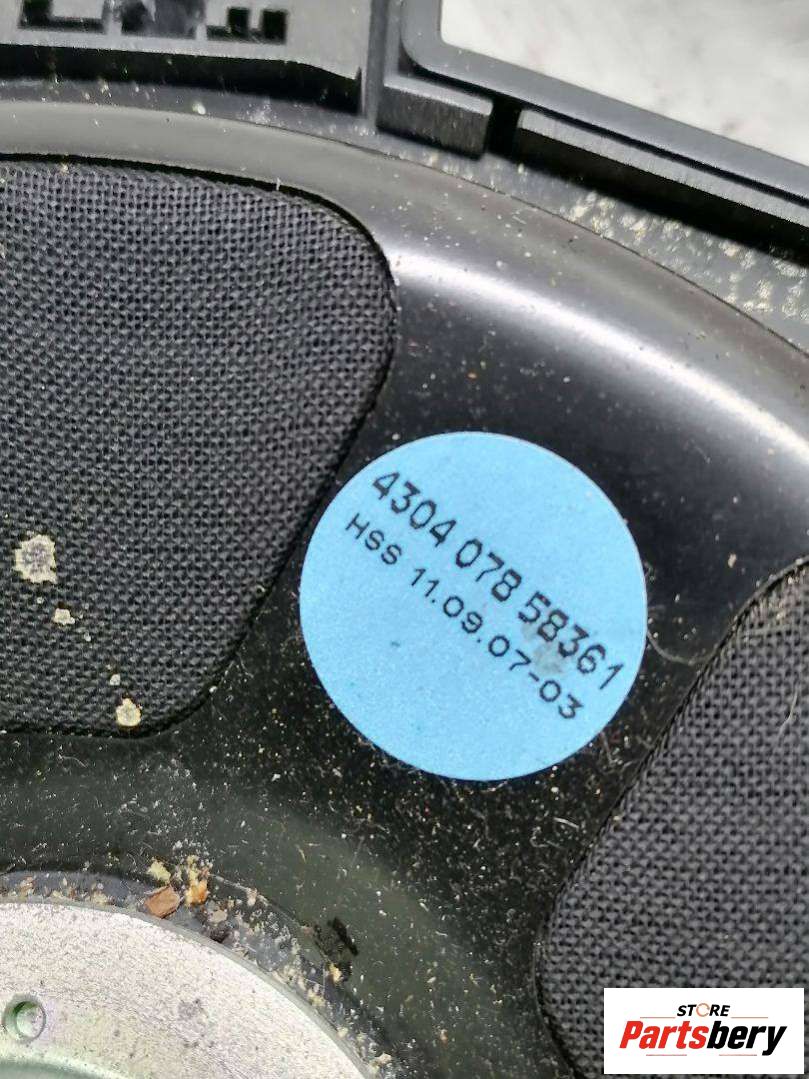 4304 078 58361
HSS 11.09.07-03
STORE
Partsbery